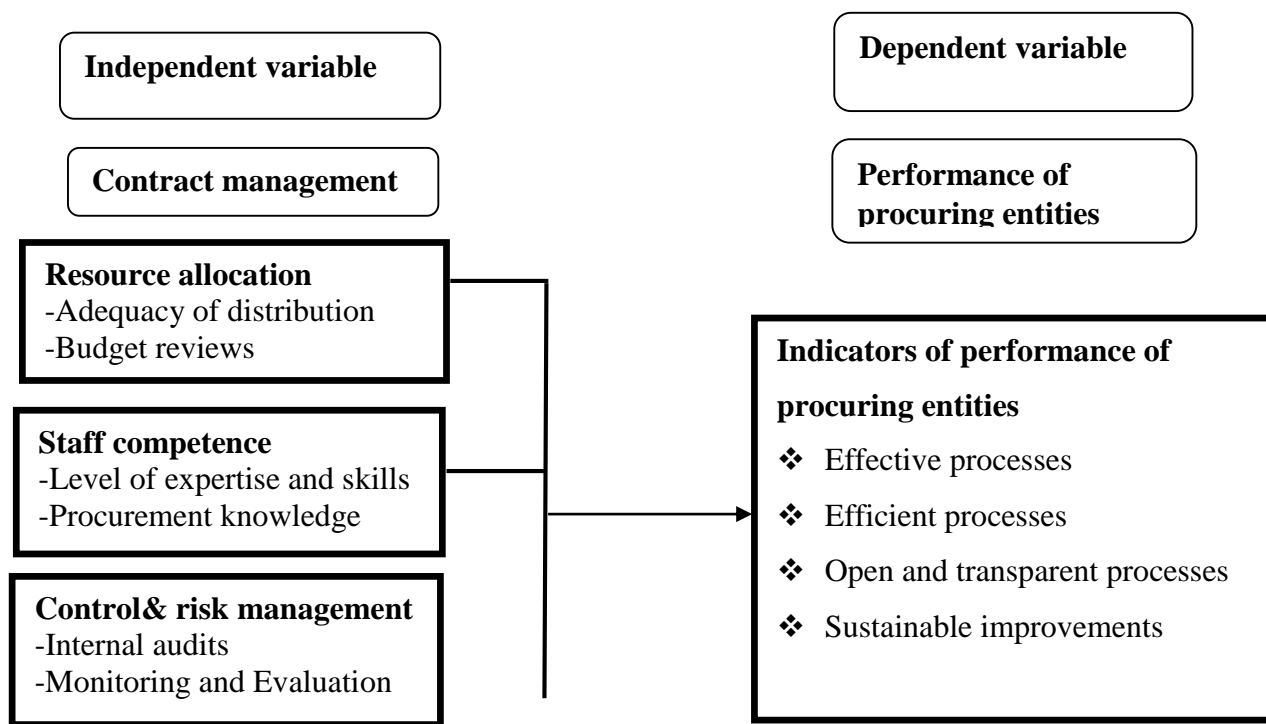 Independent variable
Contract management
Resource allocation
-Adequacy of distribution
-Budget reviews
Staff competence
-Level of expertise and skills
-Procurement knowledge
Control& risk management
-Internal audits
-Monitoring and Evaluation
Dependent variable
Performance of
procuring entities
Indicators of performance of
procuring entities
❖ Effective processes
❖ Efficient processes
❖ Open and transparent processes
❖ Sustainable improvements